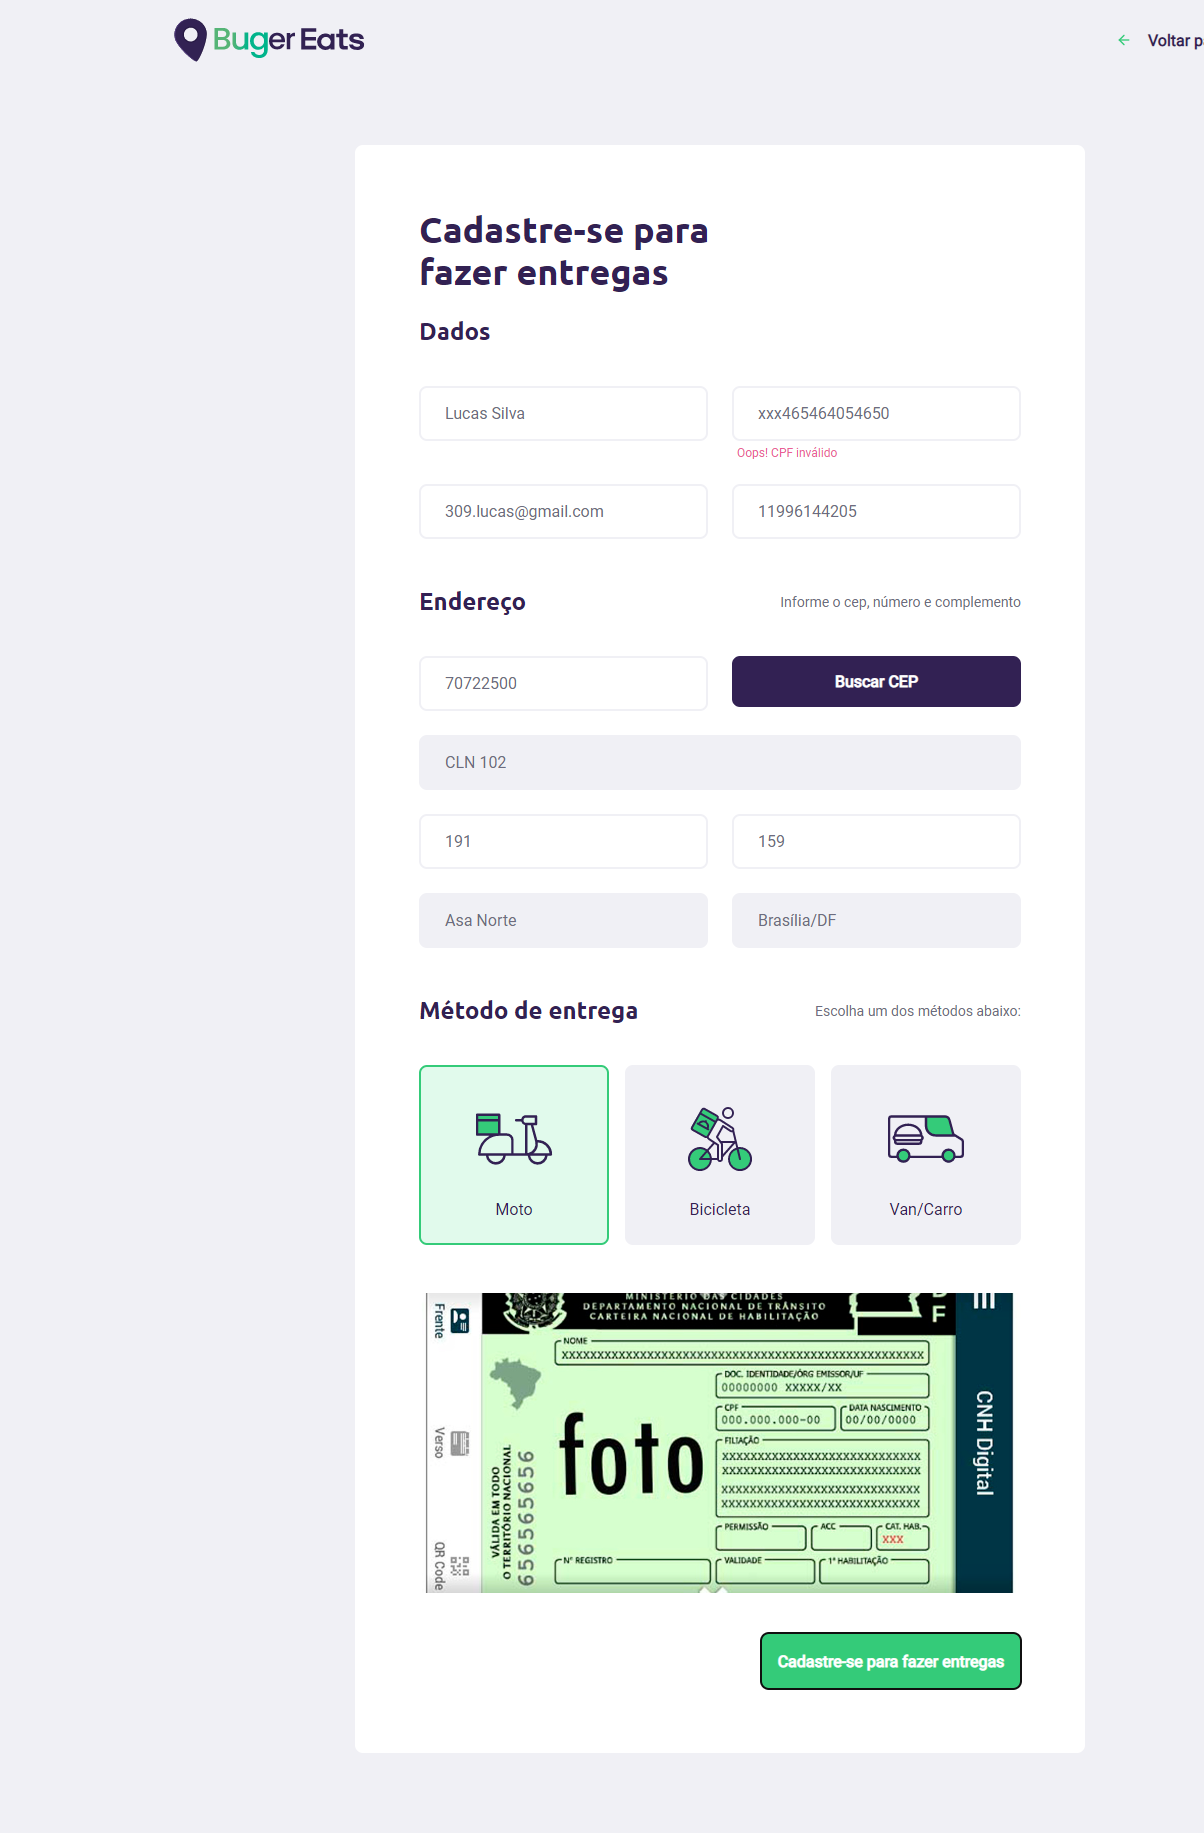 Buger Eats
Voltar p
Cadastre-se para
fazer entregas
Dados
Lucas Silva
xxx465464054650
Oops! CPF inválido
309.lucas@gmail.com
11996144205
Endereço
Informe o cep, número e complemento
70722500
Buscar CEP
CLN 102
191
159
Asa Norte
Brasília/DF
Método de entrega
Escolha um dos métodos abaixo:
Moto
Bicicleta
Van/Carro
Frente
Verso
QR Code
MINISTÉRIO DAS CIDADES
DEPARTAMENTO NACIONAL DE TRÂNSITO
CARTEIRA NACIONAL DE HABILITAÇÃO
DF
NOME
XXXXXXXXXXXXXXXXXXXXXXXXXXXXXXXXXXXXXXXXXXXXXXXXXXX
DOC. IDENTIDADE/ÓRG EMISSOR/UF
00000000 XXXXX/XX
CPF
000.000.000-00
DATA NASCIMENTO
00/00/0000
FILIAÇÃO
XXXXXXXXXXXXXXXXXXXXXXXXXXXX
XXXXXXXXXXXXXXXXXXXXXXXXXXXX
XXXXXXXXXXXXXXXXXXXXXXXXXXXX
XXXXXXXXXXXXXXXXXXXXXXXXXXXX
PERMISSÃO
ACC
CAT. HAB.
XXX
Nº REGISTRO
VALIDADE
1ª HABILITAÇÃO
foto
VÁLIDA EM TODO
O TERRITÓRIO NACIONAL
6565656656
CNH Digital
Cadastre-se para fazer entregas